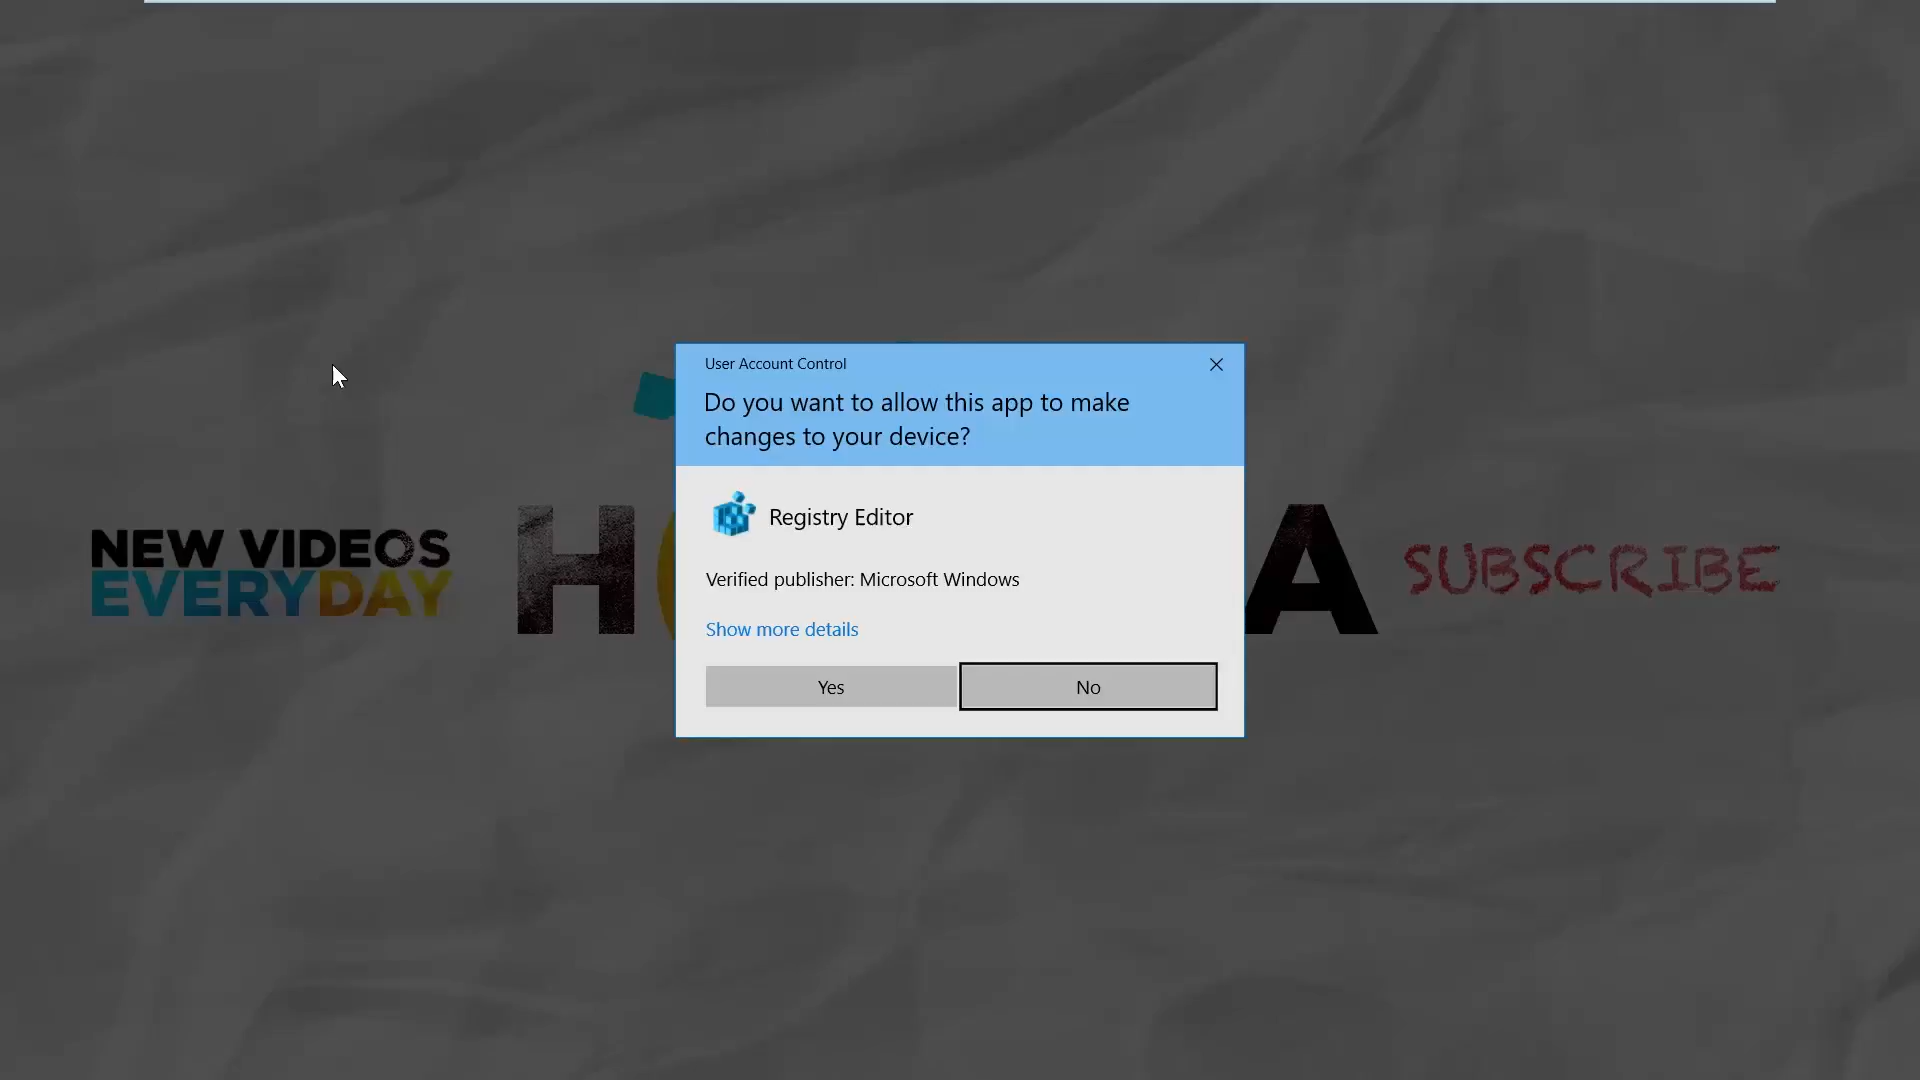 User Account Control
Do you want to allow this app to make
changes to your device?
Registry Editor
Verified publisher: Microsoft Windows
Show more details
Yes
No
NEW VIDEOS
EVERYDAY
H
A
SUBSCRIBE